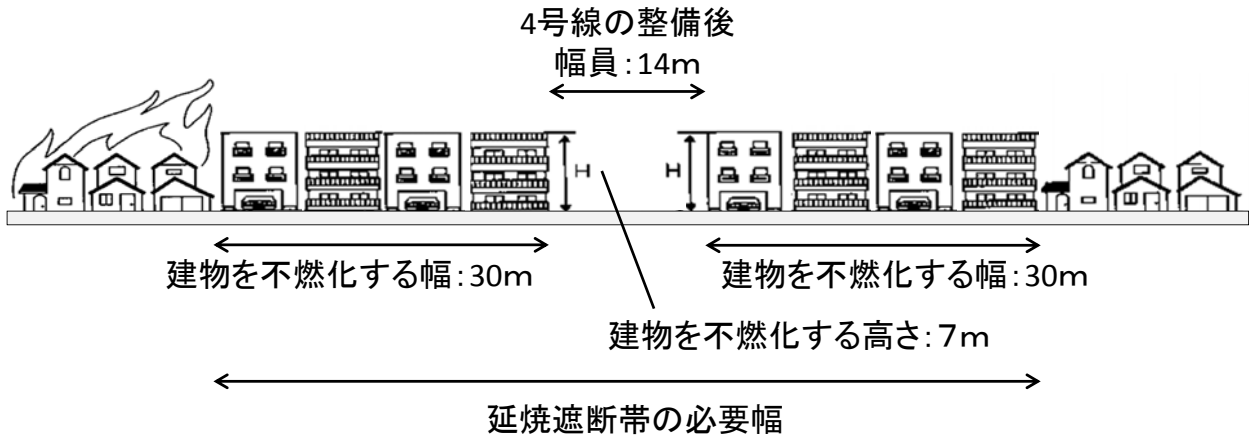 4号線の整備後
幅員：14ｍ
H
H
建物を不燃化する幅：30ｍ
建物を不燃化する幅：30ｍ
建物を不燃化する高さ：7ｍ
延焼遮断帯の必要幅